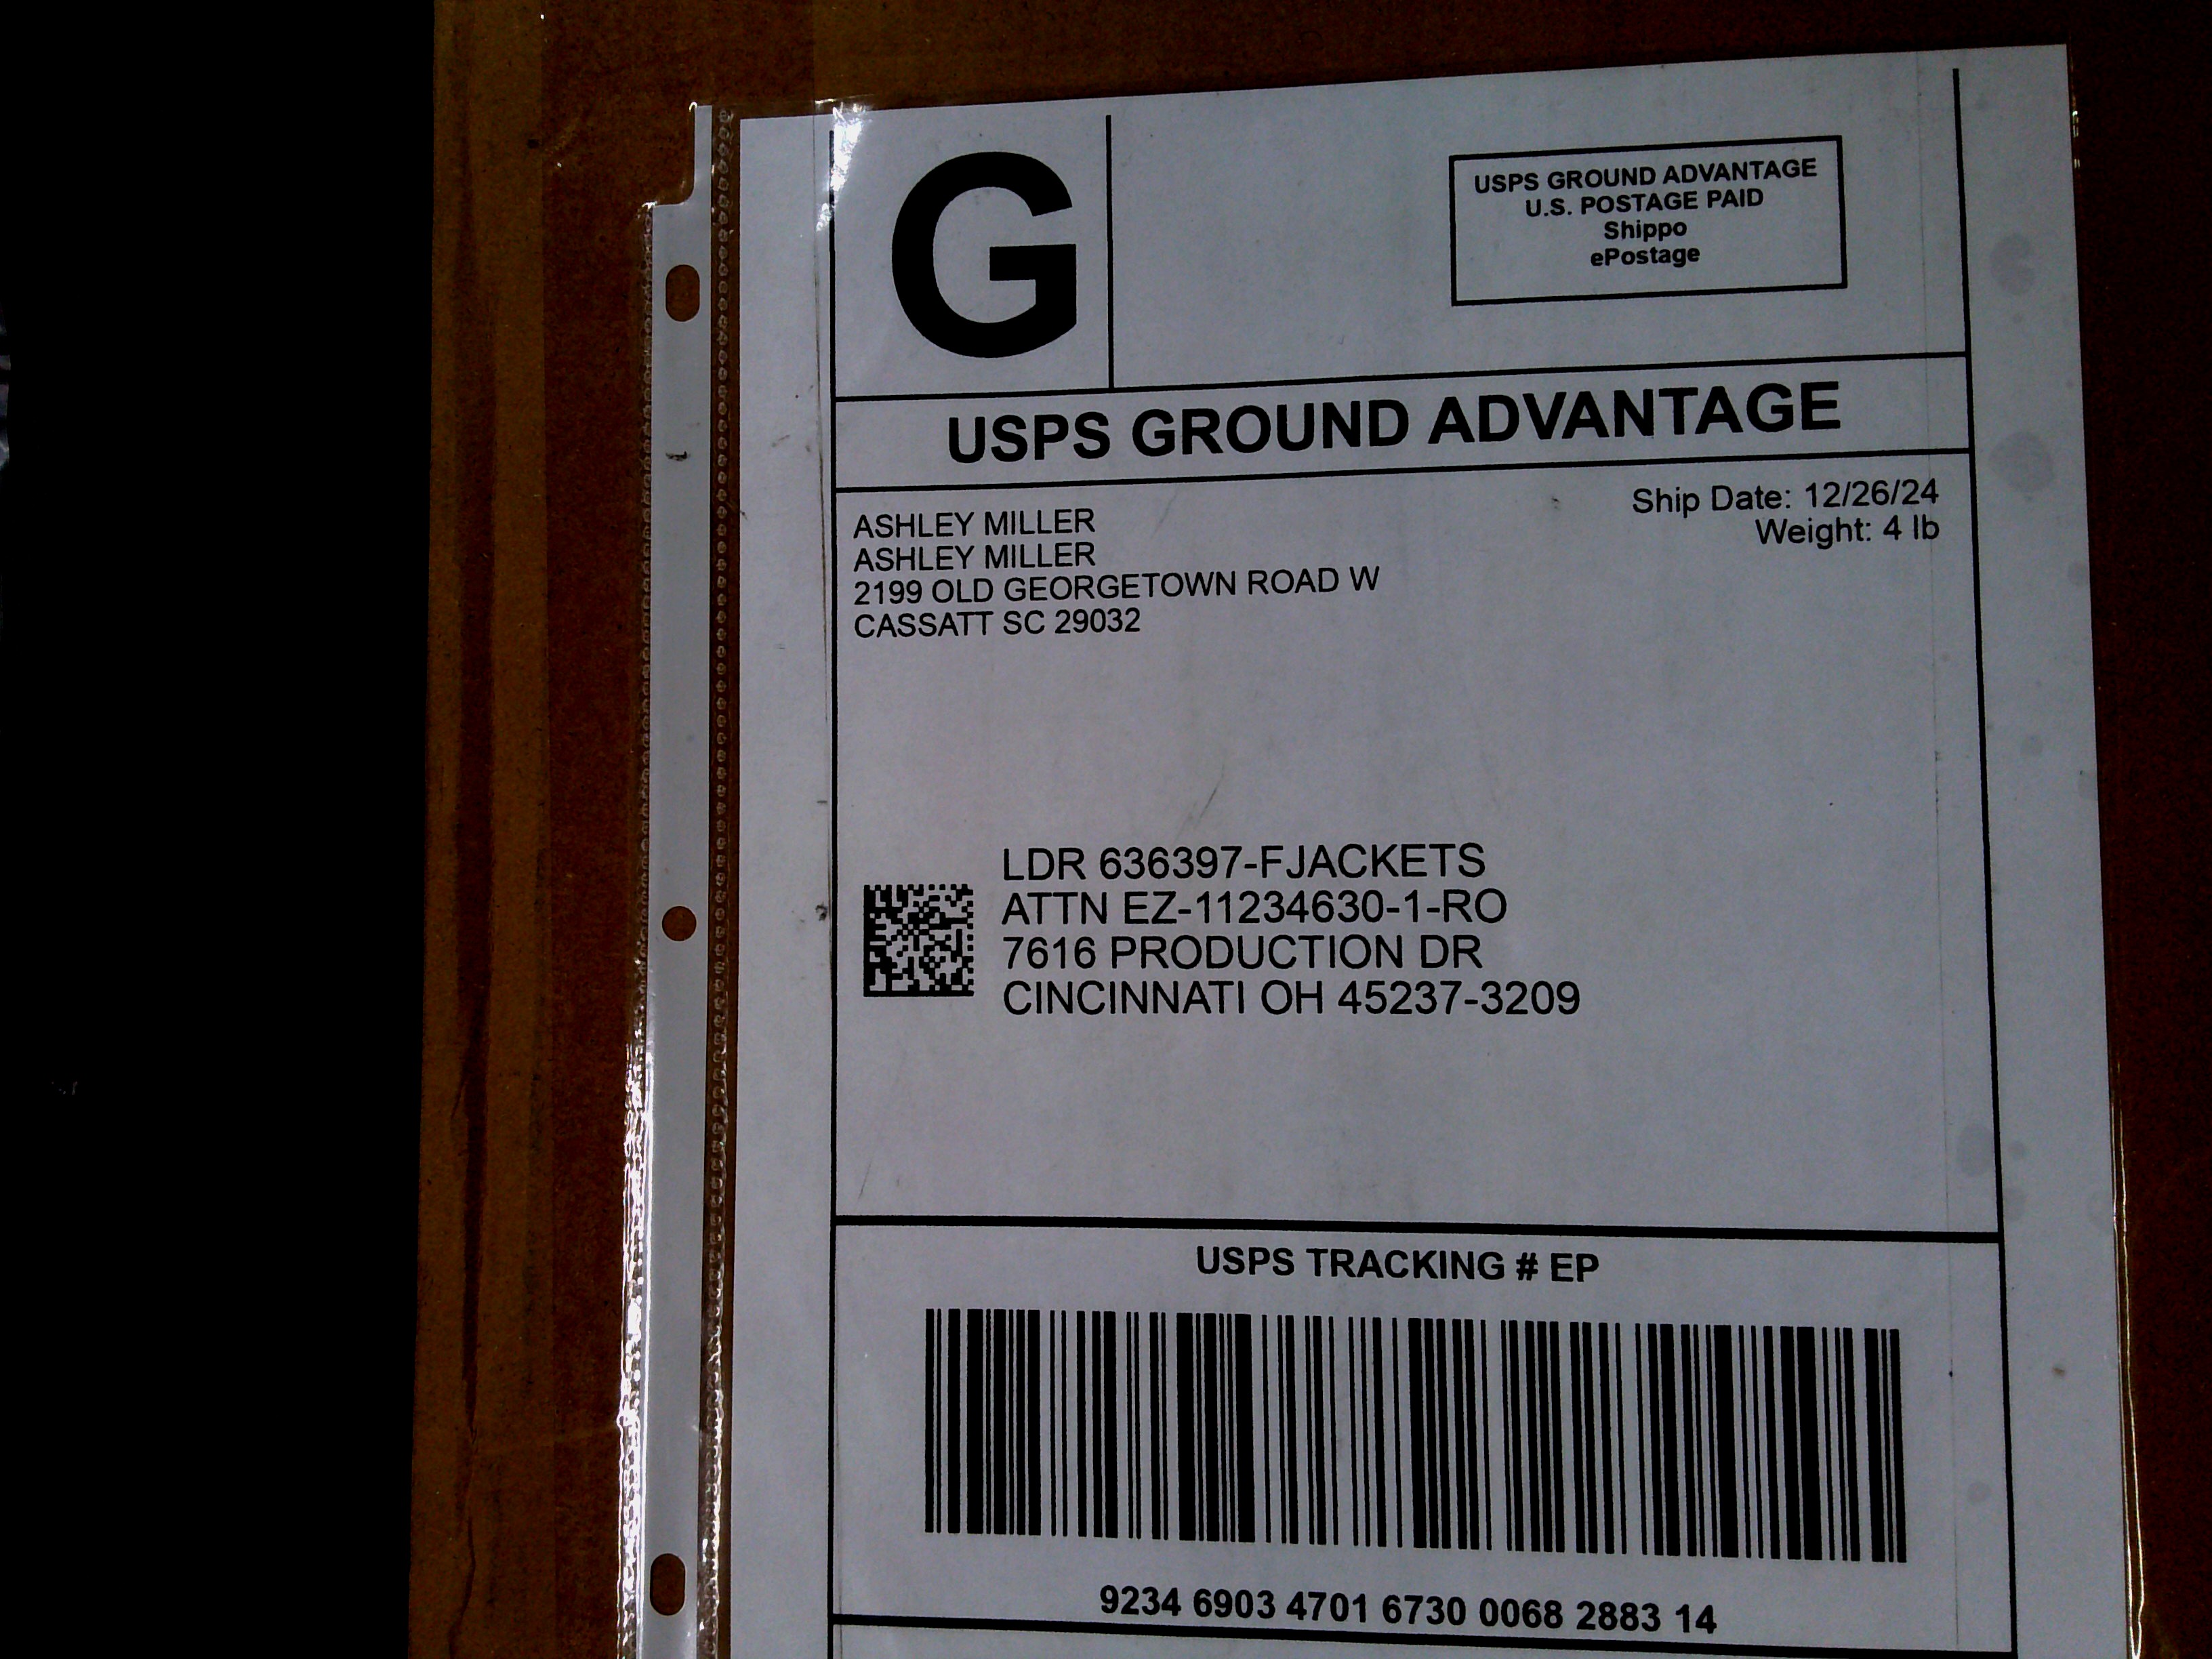 G
USPS GROUND ADVANTAGE
U.S. POSTAGE PAID
Shippo
ePostage
USPS GROUND ADVANTAGE
Ship Date: 12/26/24
Weight: 4 lb
ASHLEY MILLER
ASHLEY MILLER
2199 OLD GEORGETOWN ROAD W
CASSATT SC 29032
LDR 636397-FJACKETS
ATTN EZ-11234630-1-RO
7616 PRODUCTION DR
CINCINNATI OH 45237-3209
USPS TRACKING # EP
9234 6903 4701 6730 0068 2883 14